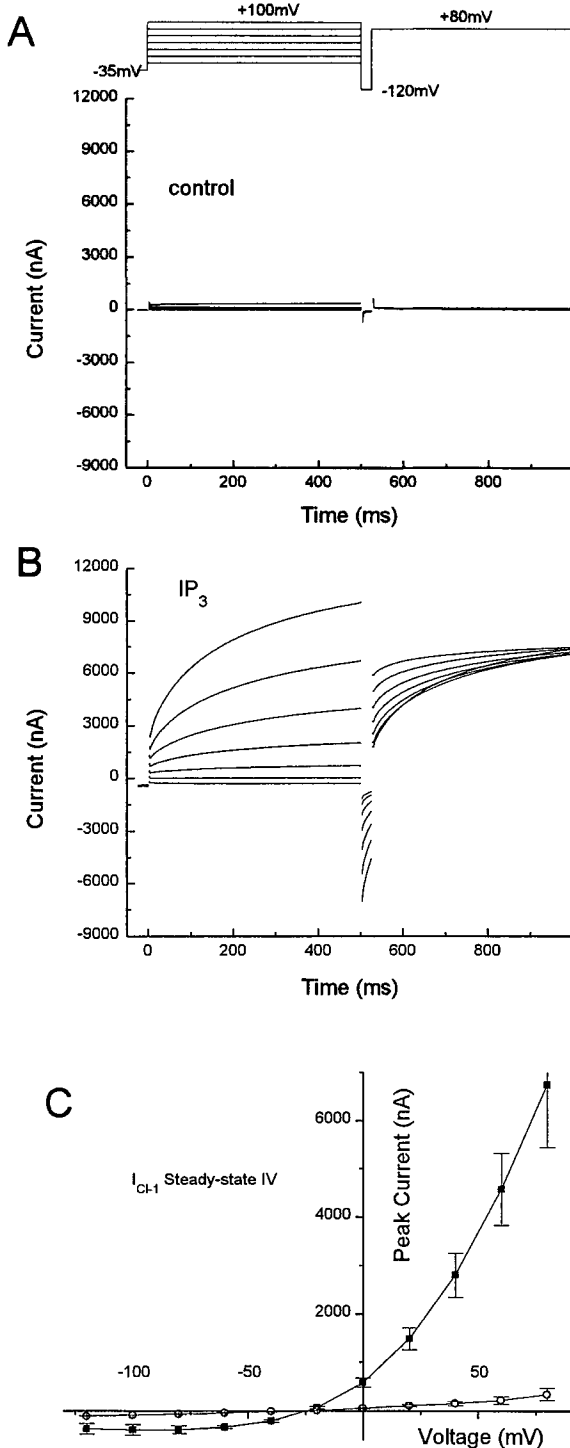 A
+100mV
+80mV
-35mV
-120mV
12000
9000
6000
3000
0
-3000
-6000
-9000
Current (nA)
control
0 200 400 600 800
Time (ms)
B
12000
9000
6000
3000
0
-3000
-6000
-9000
Current (nA)
IP3
0 200 400 600 800
Time (ms)
C
ICl-1 Steady-state IV
Peak Current (nA)
6000
4000
2000
-100 -50 50
Voltage (mV)